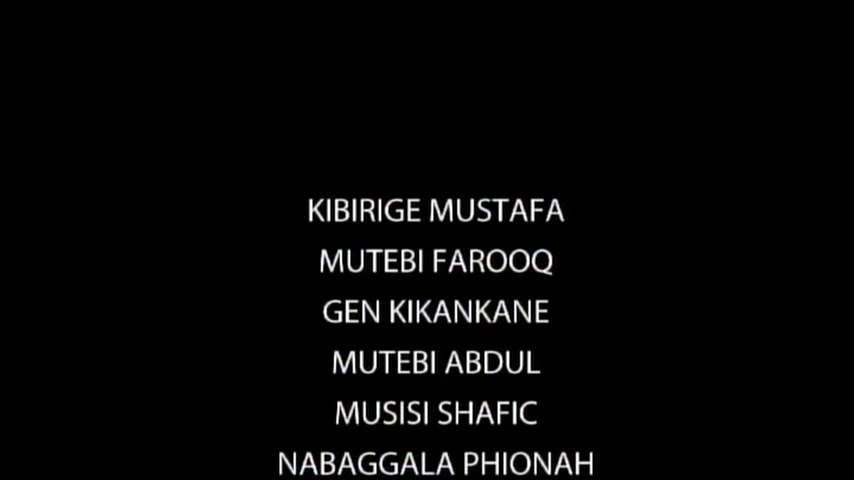 KIBIRIGE MUSTAFA
MUTEBI FAROOQ
GEN KIKANKANE
MUTEBI ABDUL
MUSISI SHAFIC
NABAGGALA PHIONAH